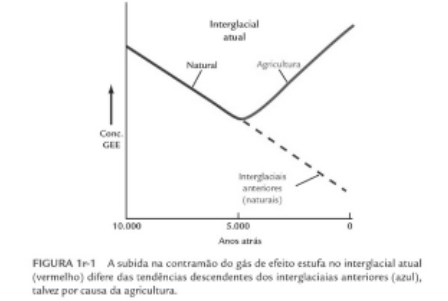 Interglacial
atual
Natural
Agricultura
Conc.
GEE
Interglaciais
anteriores
(naturais)
10.000
5.000
0
Anos atrás
FIGURA 1r-1 A subida na contramão do gás de efeito estufa no interglacial atual
(vermelho) difere das tendências descendentes dos interglaciaias anteriores (azul),
talvez por causa da agricultura.